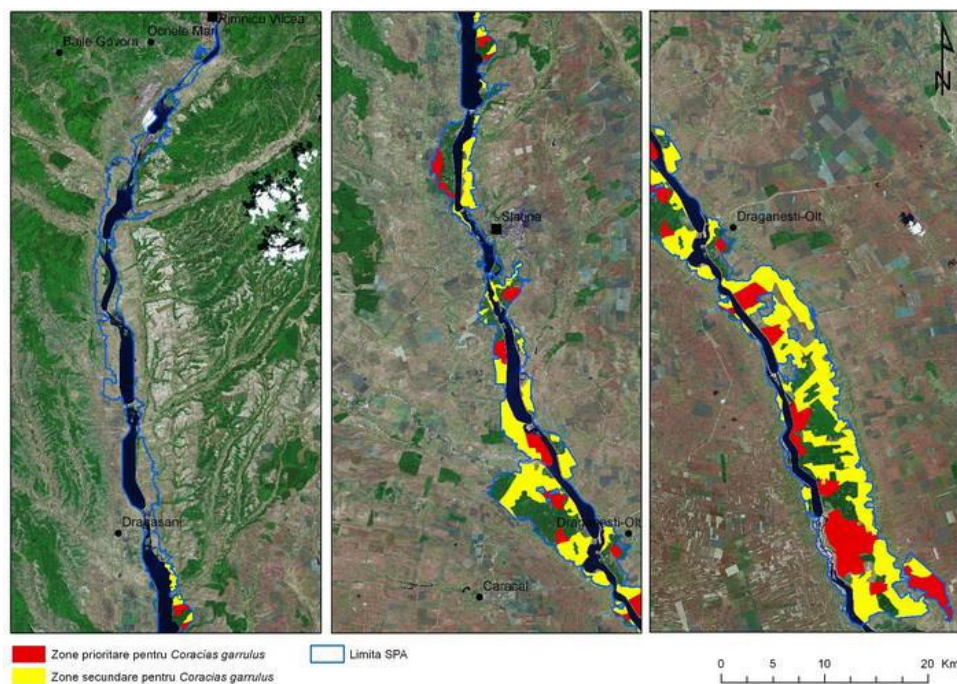 Rimnicu Vilcea
Ocnele Mari
Baile Govora
Dragasani
Slatina
Draganesti-Olt
Caracal
Draganesti-Olt
N
Zone prioritare pentru Coracias garrulus
Limita SPA
Zone secundare pentru Coracias garrulus
0 5 10 20 Km